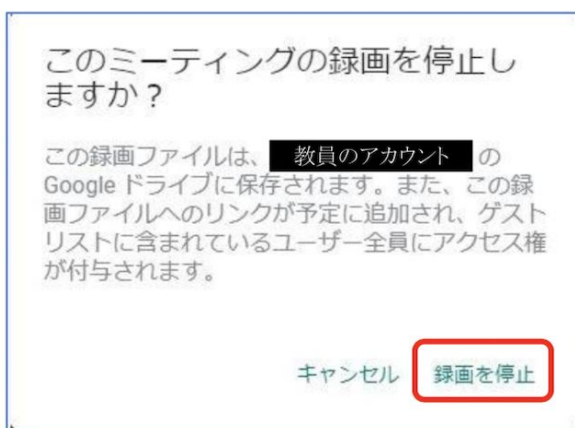 このミーティングの録画を停止し
ますか？
この録画ファイルは、 教員のアカウント の
Google ドライブに保存されます。また、この録
画ファイルへのリンクが予定に追加され、ゲスト
リストに含まれているユーザー全員にアクセス権
が付与されます。
キャンセル 録画を停止